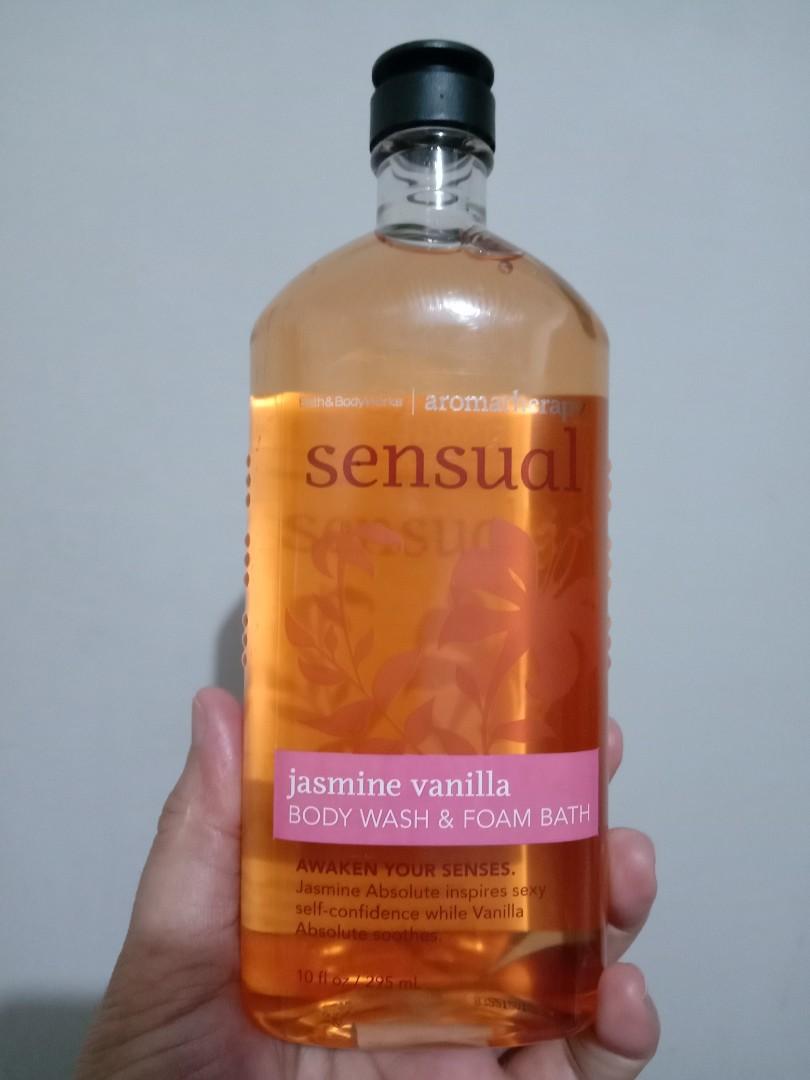 Bath&BodyWorks | aromatherapy
sensual
jasmine vanilla
BODY WASH & FOAM BATH
AWAKEN YOUR SENSES.
Jasmine Absolute inspires sexy
self-confidence while Vanilla
Absolute soothes.
10 fl oz / 295 mL